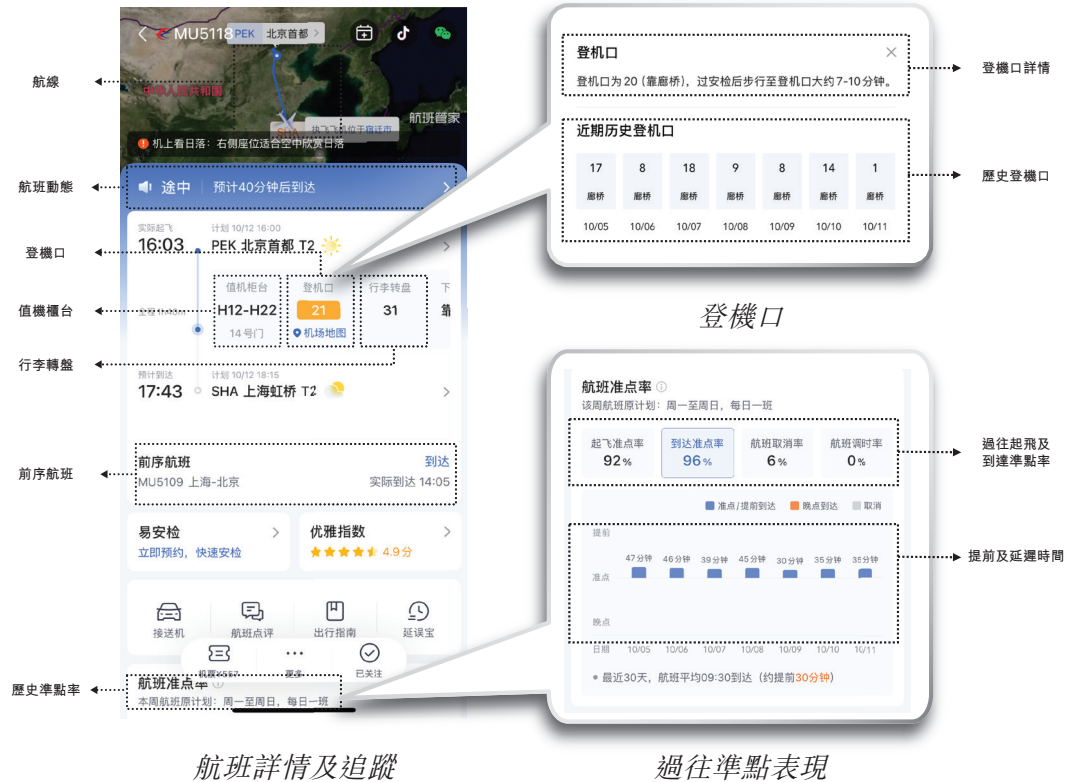 MU5118
PEK 北京首都
中华人民共和国
SHA
执飞飞机位于宿迁市
航班管家
机上看日落：右侧座位适合空中欣赏日落
途中 预计40分钟后到达
实际起飞 计划 10/12 16:00
16:03 PEK 北京首都 T2
值机柜台 登机口 行李转盘 下
H12-H22 21 31 靠
14号门 机场地图
预计到达 计划 10/12 18:15
17:43 SHA 上海虹桥 T2
前序航班 到达
MU5109 上海-北京 实际到达 14:05
易安检 优雅指数
立即预约，快速安检 4.9分
接送机 航班点评 出行指南 延误宝
机票¥557 更多 已关注
航班准点率
本周航班原计划：周一至周日，每日一班
航線
航班動態
登機口
值機櫃台
行李轉盤
前序航班
歷史準點率
航班詳情及追蹤
登机口
登机口为20（靠廊桥），过安检后步行至登机口大约7-10分钟。
近期历史登机口
17 8 18 9 8 14 1
廊桥 廊桥 廊桥 廊桥 廊桥 廊桥 廊桥
10/05 10/06 10/07 10/08 10/09 10/10 10/11
登機口詳情
歷史登機口
登機口
航班准点率
该周航班原计划：周一至周日，每日一班
起飞准点率 到达准点率 航班取消率 航班调时率
92% 96% 6% 0%
准点/提前到达 晚点到达 取消
提前
47分钟 46分钟 39分钟 45分钟 30分钟 35分钟 35分钟
准点
晚点
日期 10/05 10/06 10/07 10/08 10/09 10/10 10/11
最近30天，航班平均09:30到达（约提前30分钟）
過往起飛及
到達準點率
提前及延遲時間
過往準點表現